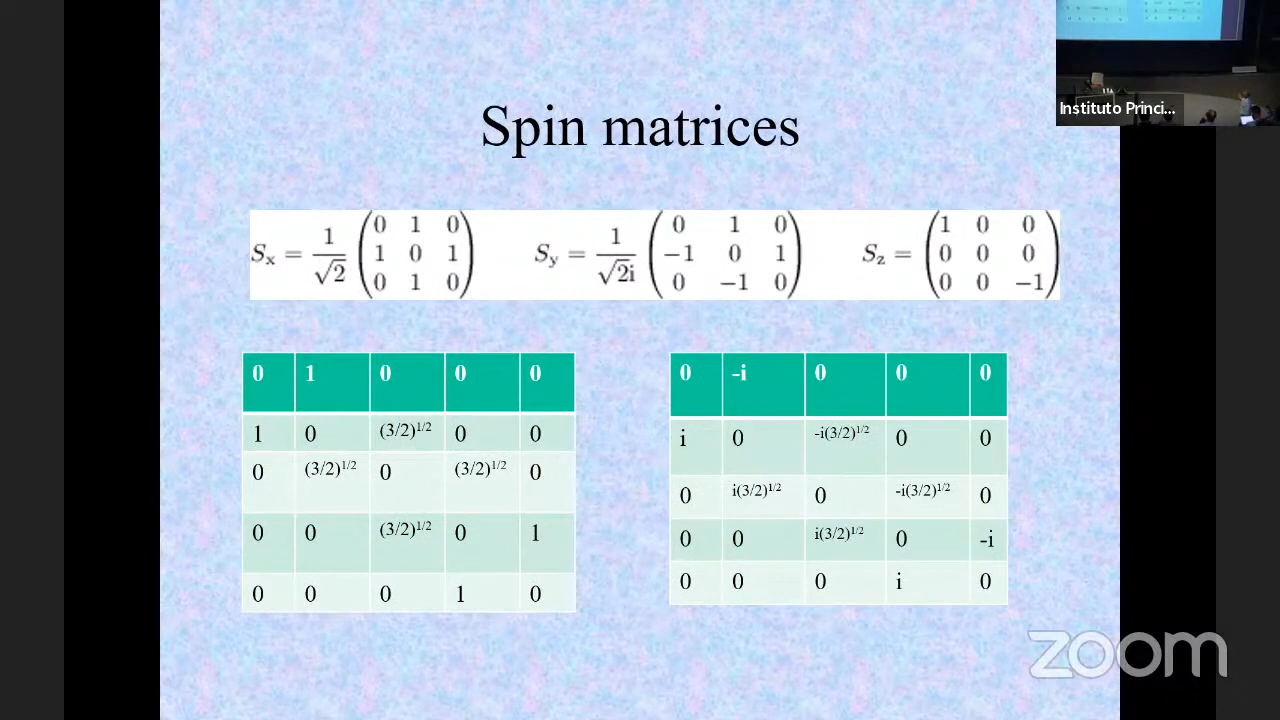 Instituto Princi...
Spin matrices
Sx = 1/√2 (0 1 0; 1 0 1; 0 1 0) Sy = 1/√2i (0 1 0; −1 0 1; 0 −1 0) Sz = (1 0 0; 0 0 0; 0 0 −1)
0 1 0 0 0
1 0 (3/2)^1/2 0 0
0 (3/2)^1/2 0 (3/2)^1/2 0
0 0 (3/2)^1/2 0 1
0 0 0 1 0
0 -i 0 0 0
i 0 -i(3/2)^1/2 0 0
0 i(3/2)^1/2 0 -i(3/2)^1/2 0
0 0 i(3/2)^1/2 0 -i
0 0 0 i 0
zoom